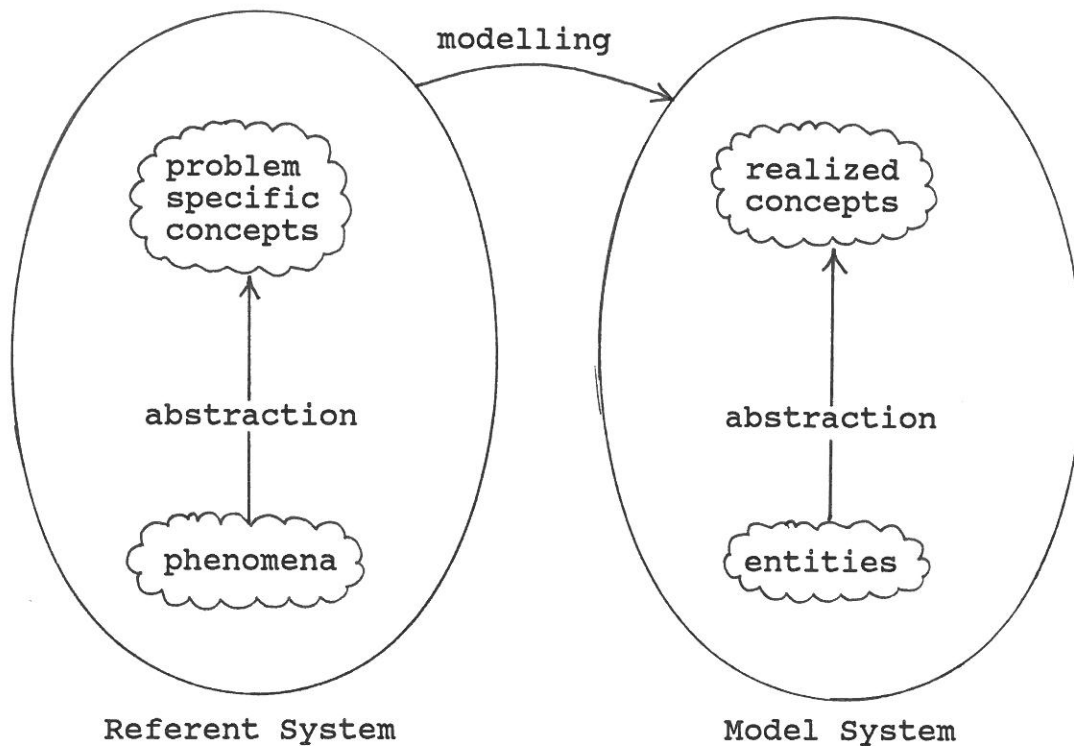 modelling
problem
specific
concepts
realized
concepts
abstraction
abstraction
phenomena
entities
Referent System
Model System